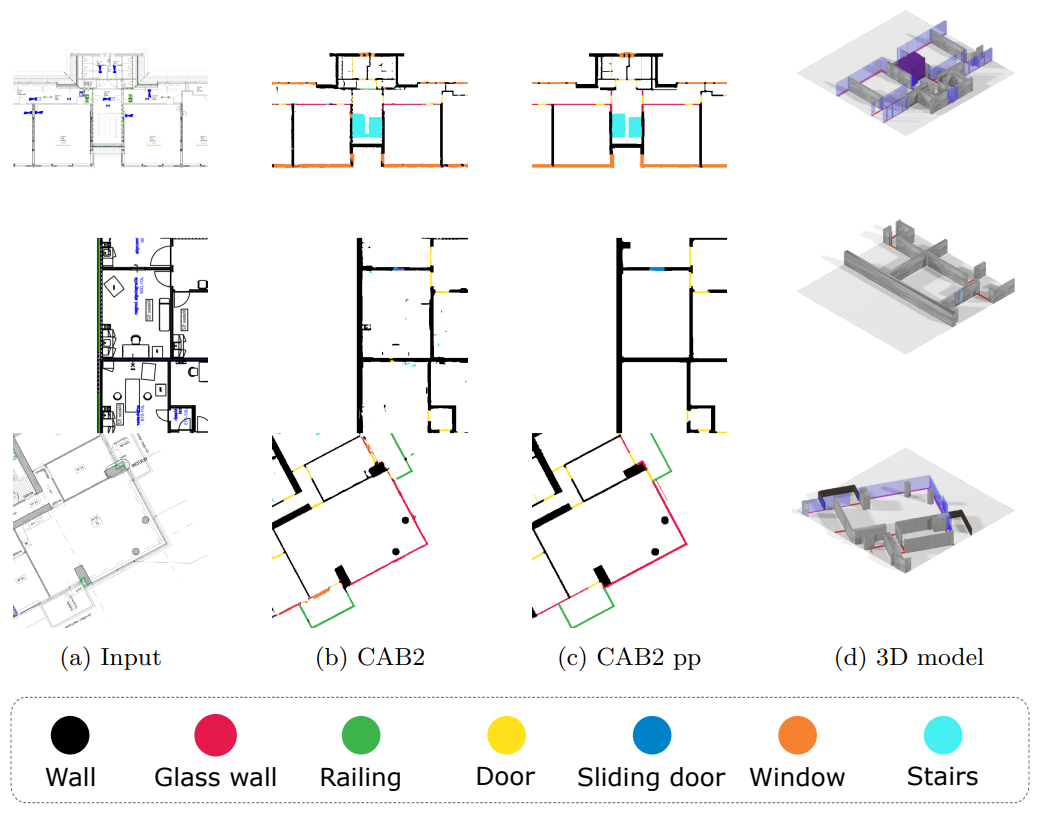 (a) Input
(b) CAB2
(c) CAB2 pp
(d) 3D model
Wall
Glass wall
Railing
Door
Sliding door
Window
Stairs